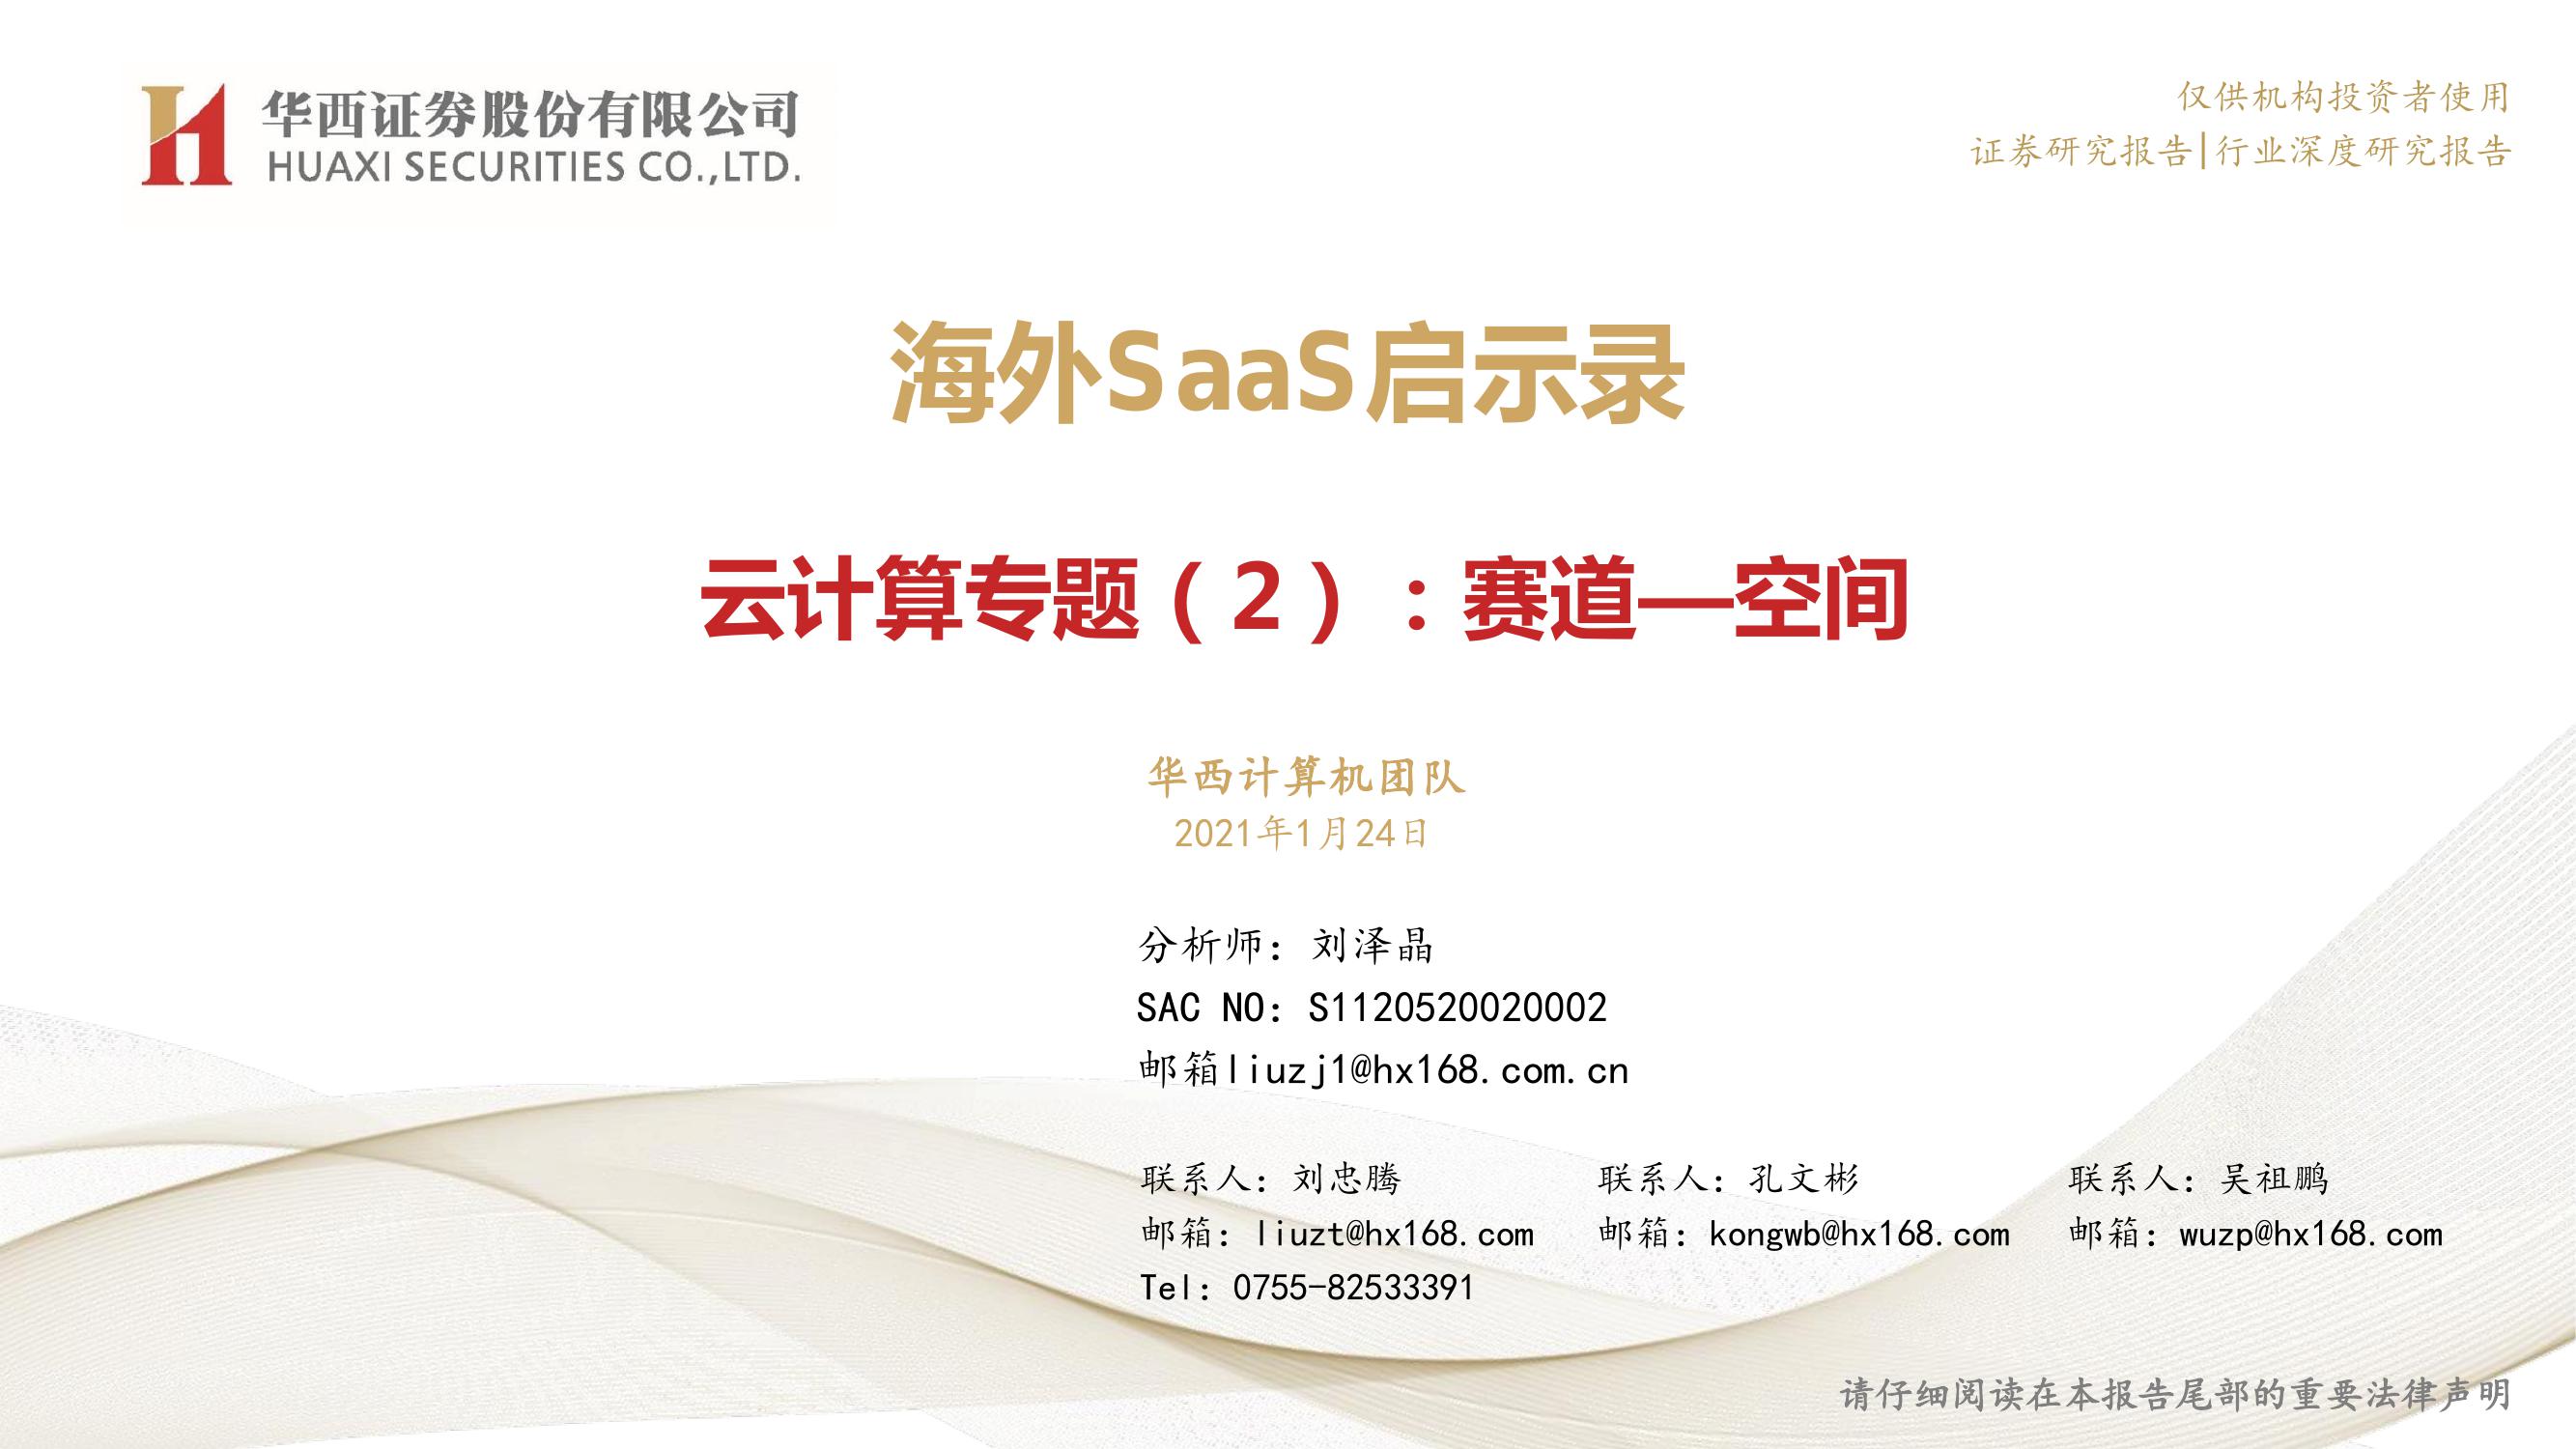 华西证券股份有限公司
HUAXI SECURITIES CO.,LTD.
仅供机构投资者使用
证券研究报告|行业深度研究报告
海外SaaS启示录
云计算专题（2）：赛道—空间
华西计算机团队
2021年1月24日
分析师：刘泽晶
SAC NO：S1120520020002
邮箱liuzj1@hx168.com.cn
联系人：刘忠腾
邮箱：liuzt@hx168.com
Tel：0755-82533391
联系人：孔文彬
邮箱：kongwb@hx168.com
联系人：吴祖鹏
邮箱：wuzp@hx168.com
请仔细阅读在本报告尾部的重要法律声明